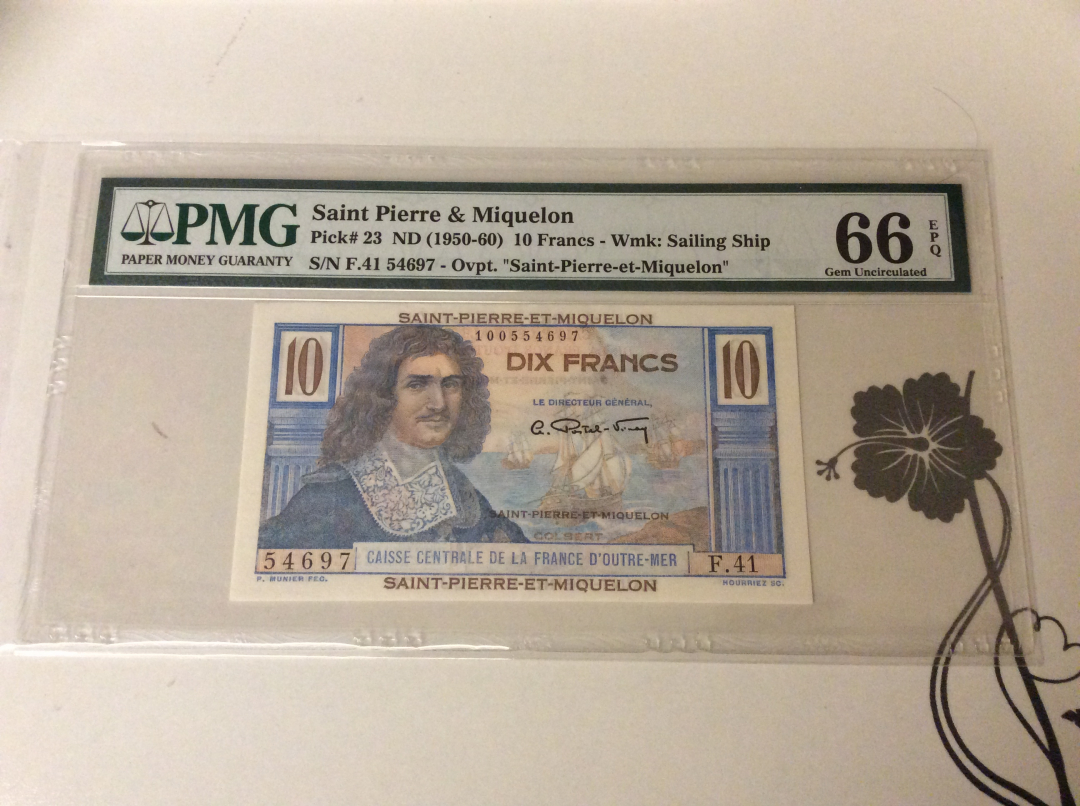 PMG
PAPER MONEY GUARANTY
Saint Pierre & Miquelon
Pick# 23 ND (1950-60) 10 Francs - Wmk: Sailing Ship
S/N F.41 54697 - Ovpt. "Saint-Pierre-et-Miquelon"
66 EPQ
Gem Uncirculated
SAINT-PIERRE-ET-MIQUELON
100554697
10 DIX FRANCS 10
LE DIRECTEUR GÉNÉRAL,
SAINT-PIERRE-ET-MIQUELON
COLBERT
54697 CAISSE CENTRALE DE LA FRANCE D'OUTRE-MER F.41
P. MUNIER FEC. SAINT-PIERRE-ET-MIQUELON HOURRIEZ SC.